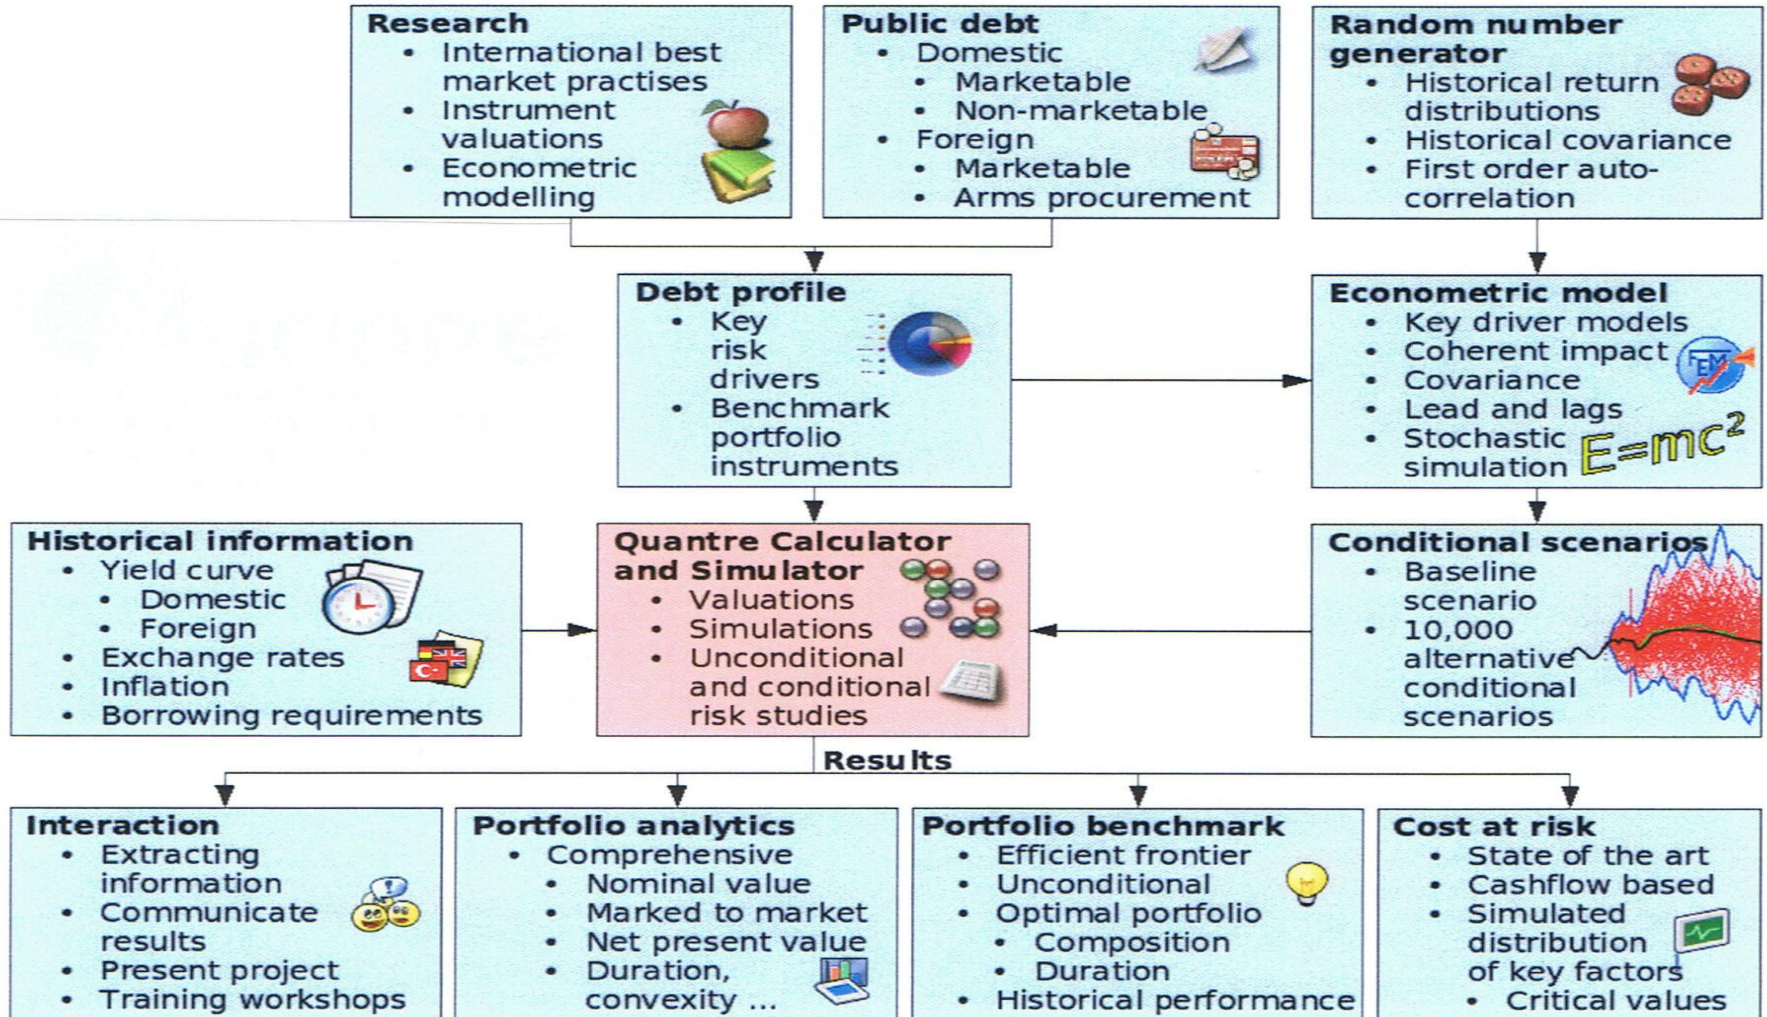 Research
• International best
market practises
• Instrument
valuations
• Econometric
modelling
Public debt
• Domestic
• Marketable
• Non-marketable
• Foreign
• Marketable
• Arms procurement
Random number
generator
• Historical return
distributions
• Historical covariance
• First order auto-
correlation
Debt profile
• Key
risk
drivers
• Benchmark
portfolio
instruments
Econometric model
• Key driver models
• Coherent impact
• Covariance
• Lead and lags
• Stochastic
simulation
FEM
E=mc²
Historical information
• Yield curve
• Domestic
• Foreign
• Exchange rates
• Inflation
• Borrowing requirements
Quantre Calculator
and Simulator
• Valuations
• Simulations
• Unconditional
and conditional
risk studies
Conditional scenarios
• Baseline
scenario
• 10,000
alternative
conditional
scenarios
Results
Interaction
• Extracting
information
• Communicate
results
• Present project
• Training workshops
Portfolio analytics
• Comprehensive
• Nominal value
• Marked to market
• Net present value
• Duration,
convexity ...
Portfolio benchmark
• Efficient frontier
• Unconditional
• Optimal portfolio
• Composition
• Duration
• Historical performance
Cost at risk
• State of the art
• Cashflow based
• Simulated
distribution
of key factors
• Critical values